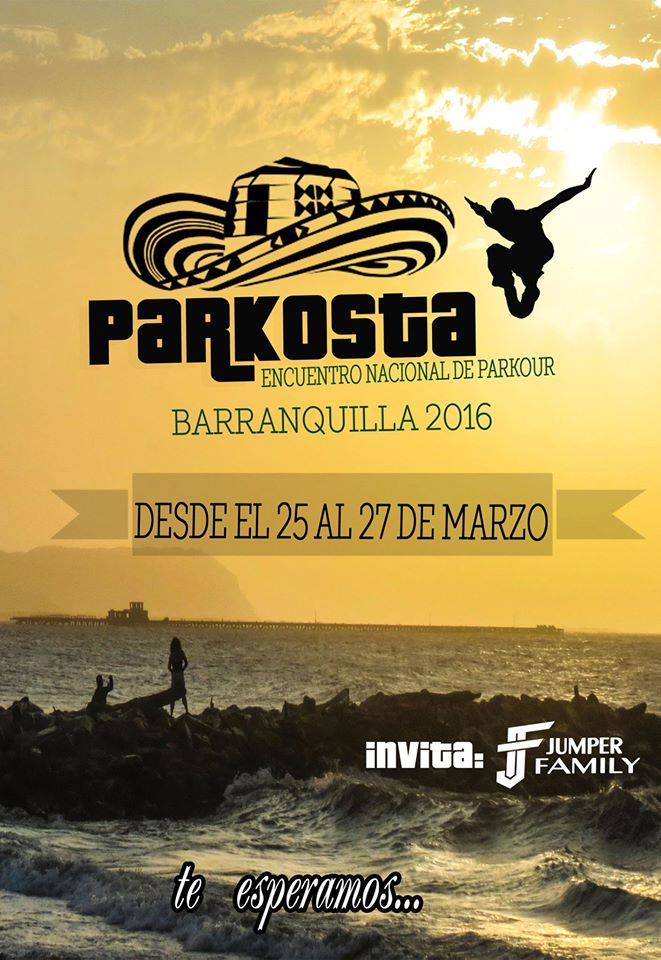 PARKOSTA
ENCUENTRO NACIONAL DE PARKOUR
BARRANQUILLA 2016
DESDE EL 25 AL 27 DE MARZO
invita: JUMPER FAMILY
te esperamos...